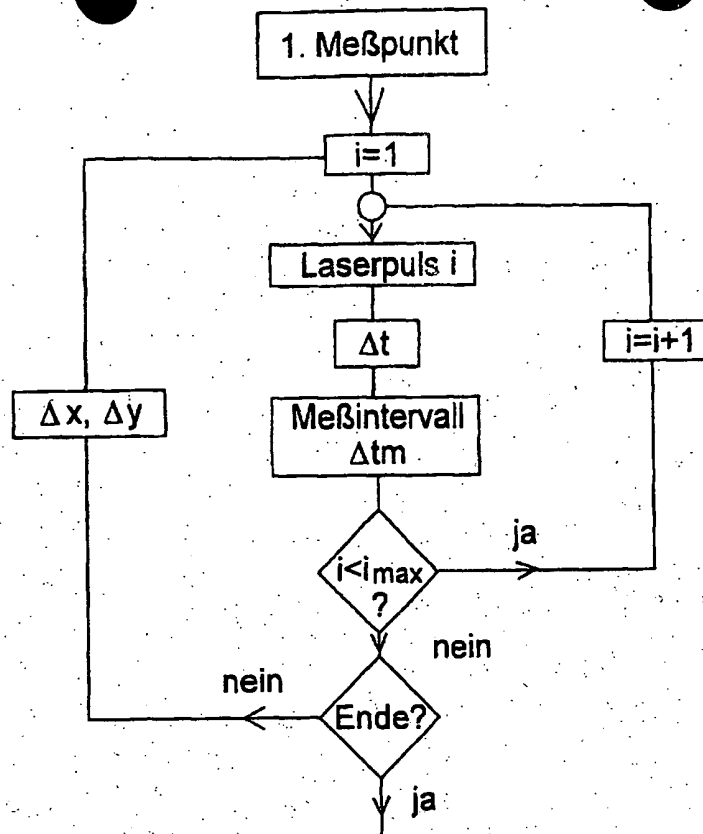 1. Meßpunkt
i=1
Laserpuls i
Δt
i=i+1
Δx, Δy
Meßintervall
Δtm
ja
i<imax
?
nein
nein
Ende?
ja